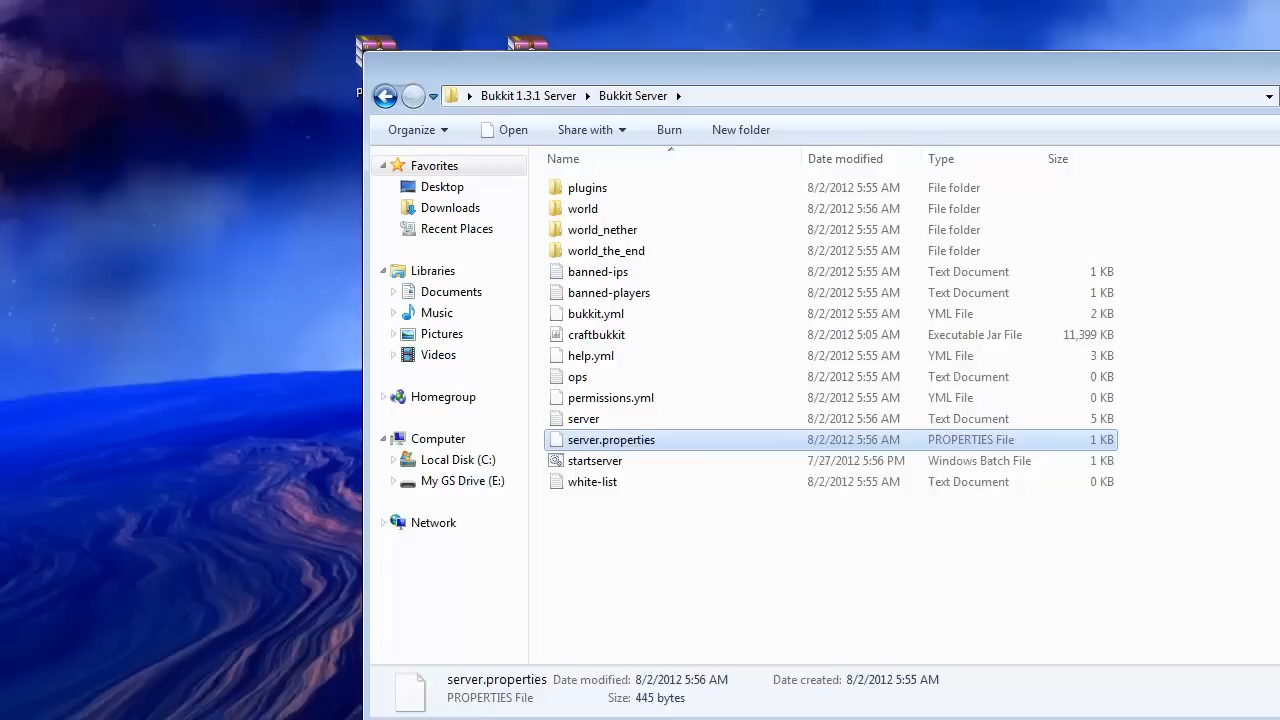 p
Bukkit 1.3.1 Server Bukkit Server
Organize Open Share with Burn New folder
Name Date modified Type Size
Favorites
Desktop
Downloads
Recent Places
Libraries
Documents
Music
Pictures
Videos
Homegroup
Computer
Local Disk (C:)
My GS Drive (E:)
Network
plugins 8/2/2012 5:55 AM File folder
world 8/2/2012 5:56 AM File folder
world_nether 8/2/2012 5:55 AM File folder
world_the_end 8/2/2012 5:55 AM File folder
banned-ips 8/2/2012 5:55 AM Text Document 1 KB
banned-players 8/2/2012 5:55 AM Text Document 1 KB
bukkit.yml 8/2/2012 5:55 AM YML File 2 KB
craftbukkit 8/2/2012 5:05 AM Executable Jar File 11,399 KB
help.yml 8/2/2012 5:55 AM YML File 3 KB
ops 8/2/2012 5:55 AM Text Document 0 KB
permissions.yml 8/2/2012 5:55 AM YML File 0 KB
server 8/2/2012 5:56 AM Text Document 5 KB
server.properties 8/2/2012 5:56 AM PROPERTIES File 1 KB
startserver 7/27/2012 5:56 PM Windows Batch File 1 KB
white-list 8/2/2012 5:55 AM Text Document 0 KB
server.properties Date modified: 8/2/2012 5:56 AM Date created: 8/2/2012 5:55 AM
PROPERTIES File Size: 445 bytes